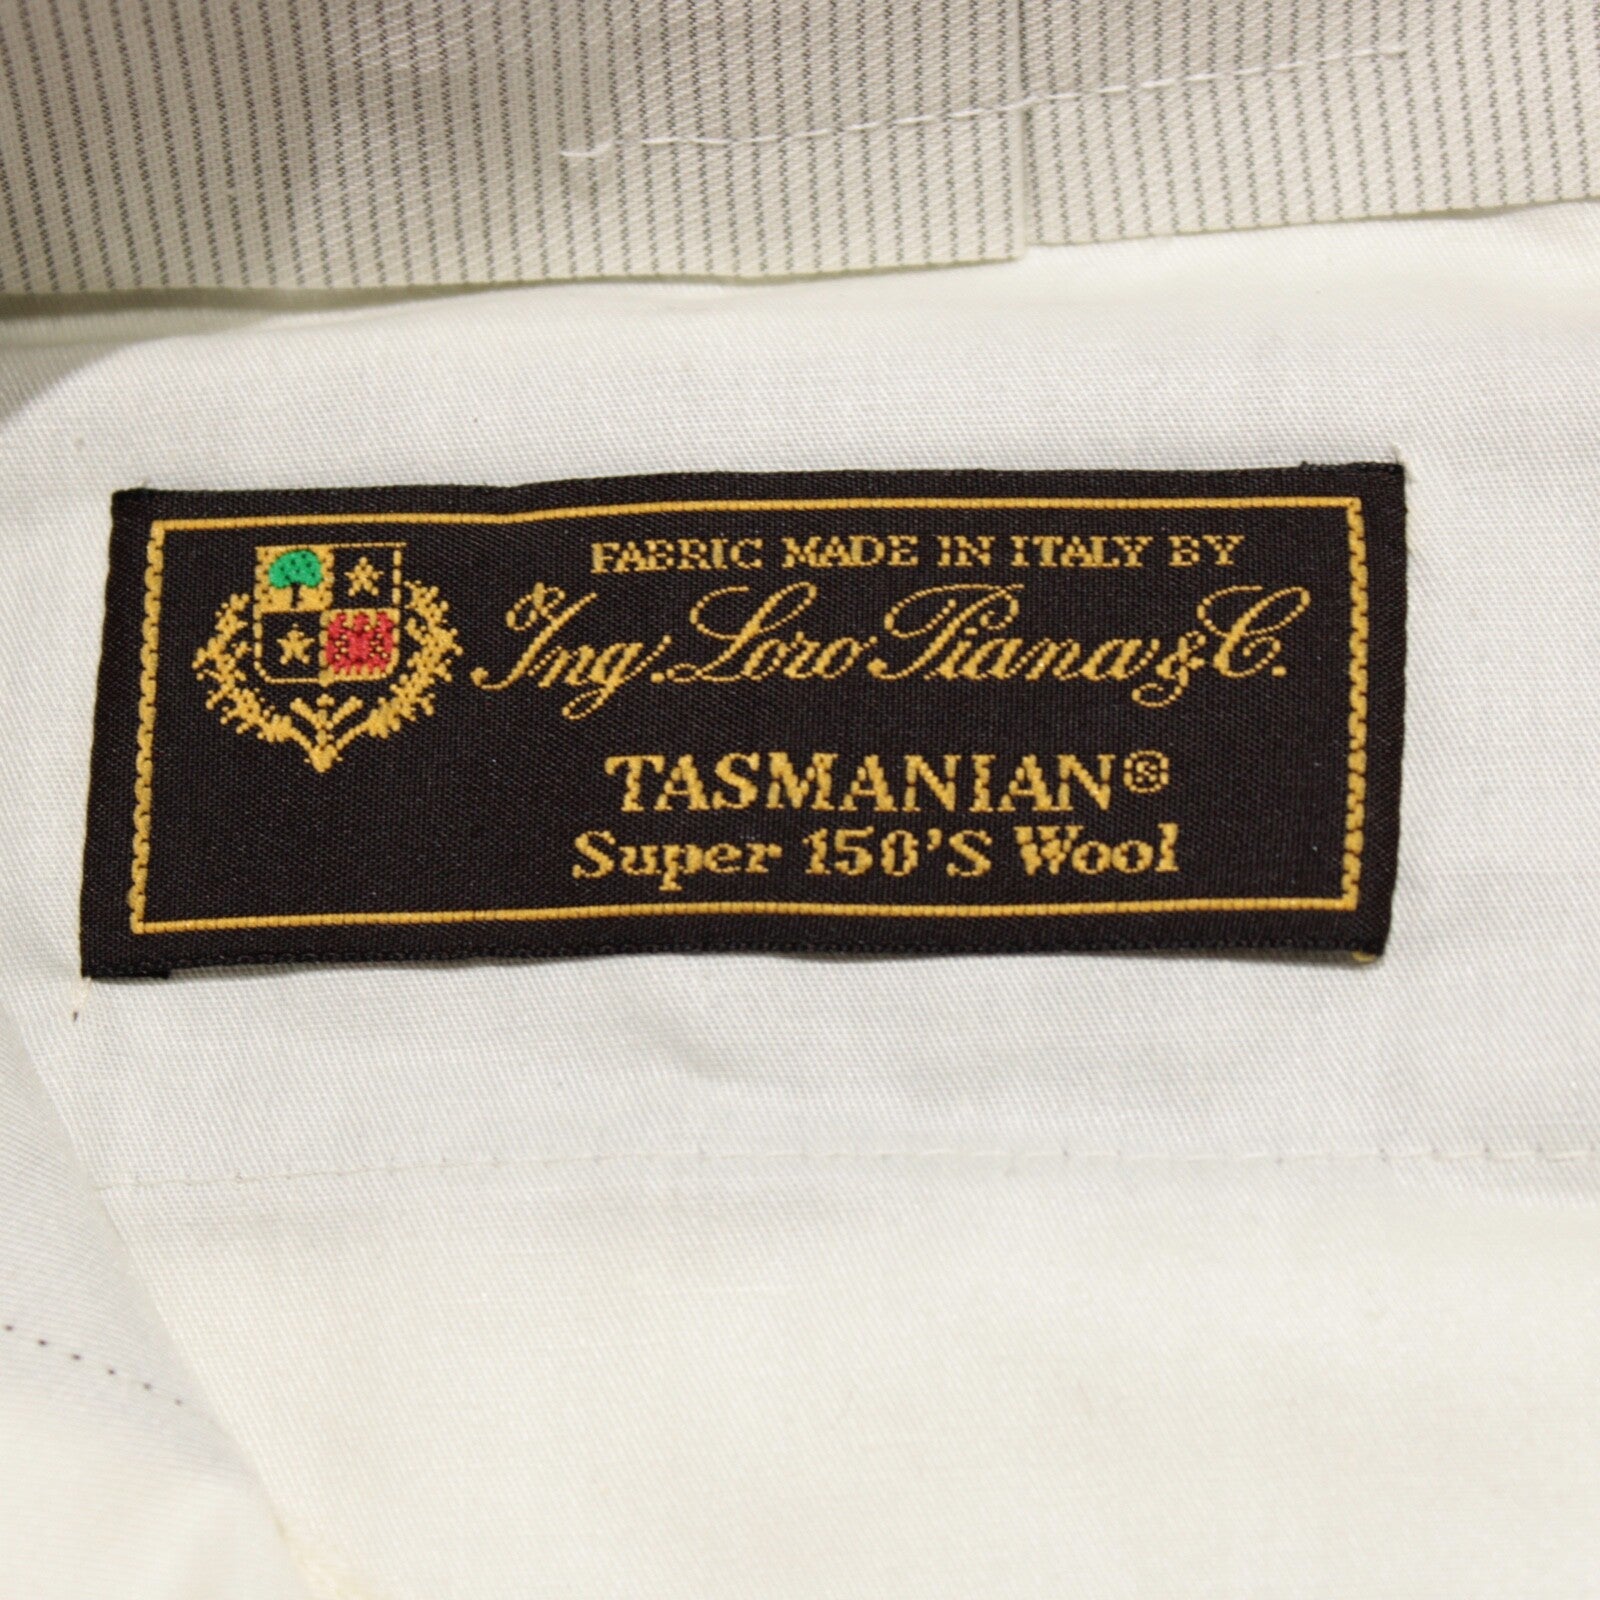 FABRIC MADE IN ITALY BY
Ing. Loro Piana & C.
TASMANIAN®
Super 150'S Wool